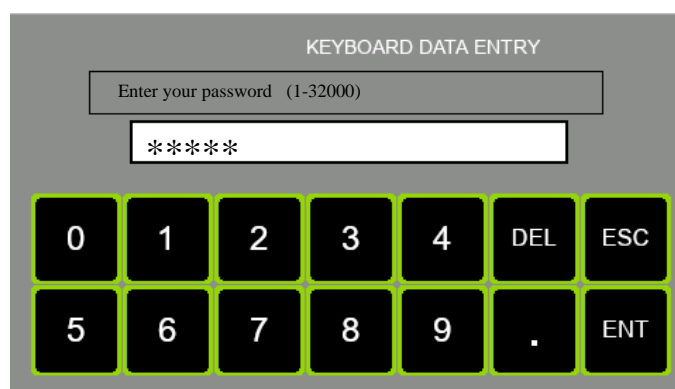 KEYBOARD DATA ENTRY
Enter your password (1-32000)
*****
0 1 2 3 4 DEL ESC
5 6 7 8 9 . ENT